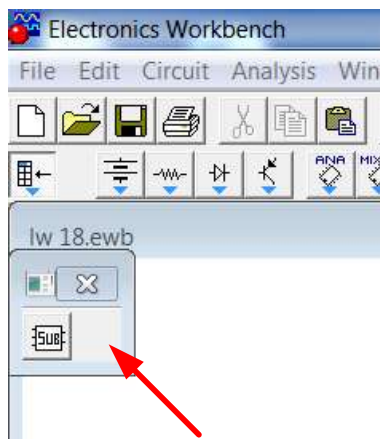 Electronics Workbench
File Edit Circuit Analysis Win
ANA MIX
lw 18.ewb
SUB